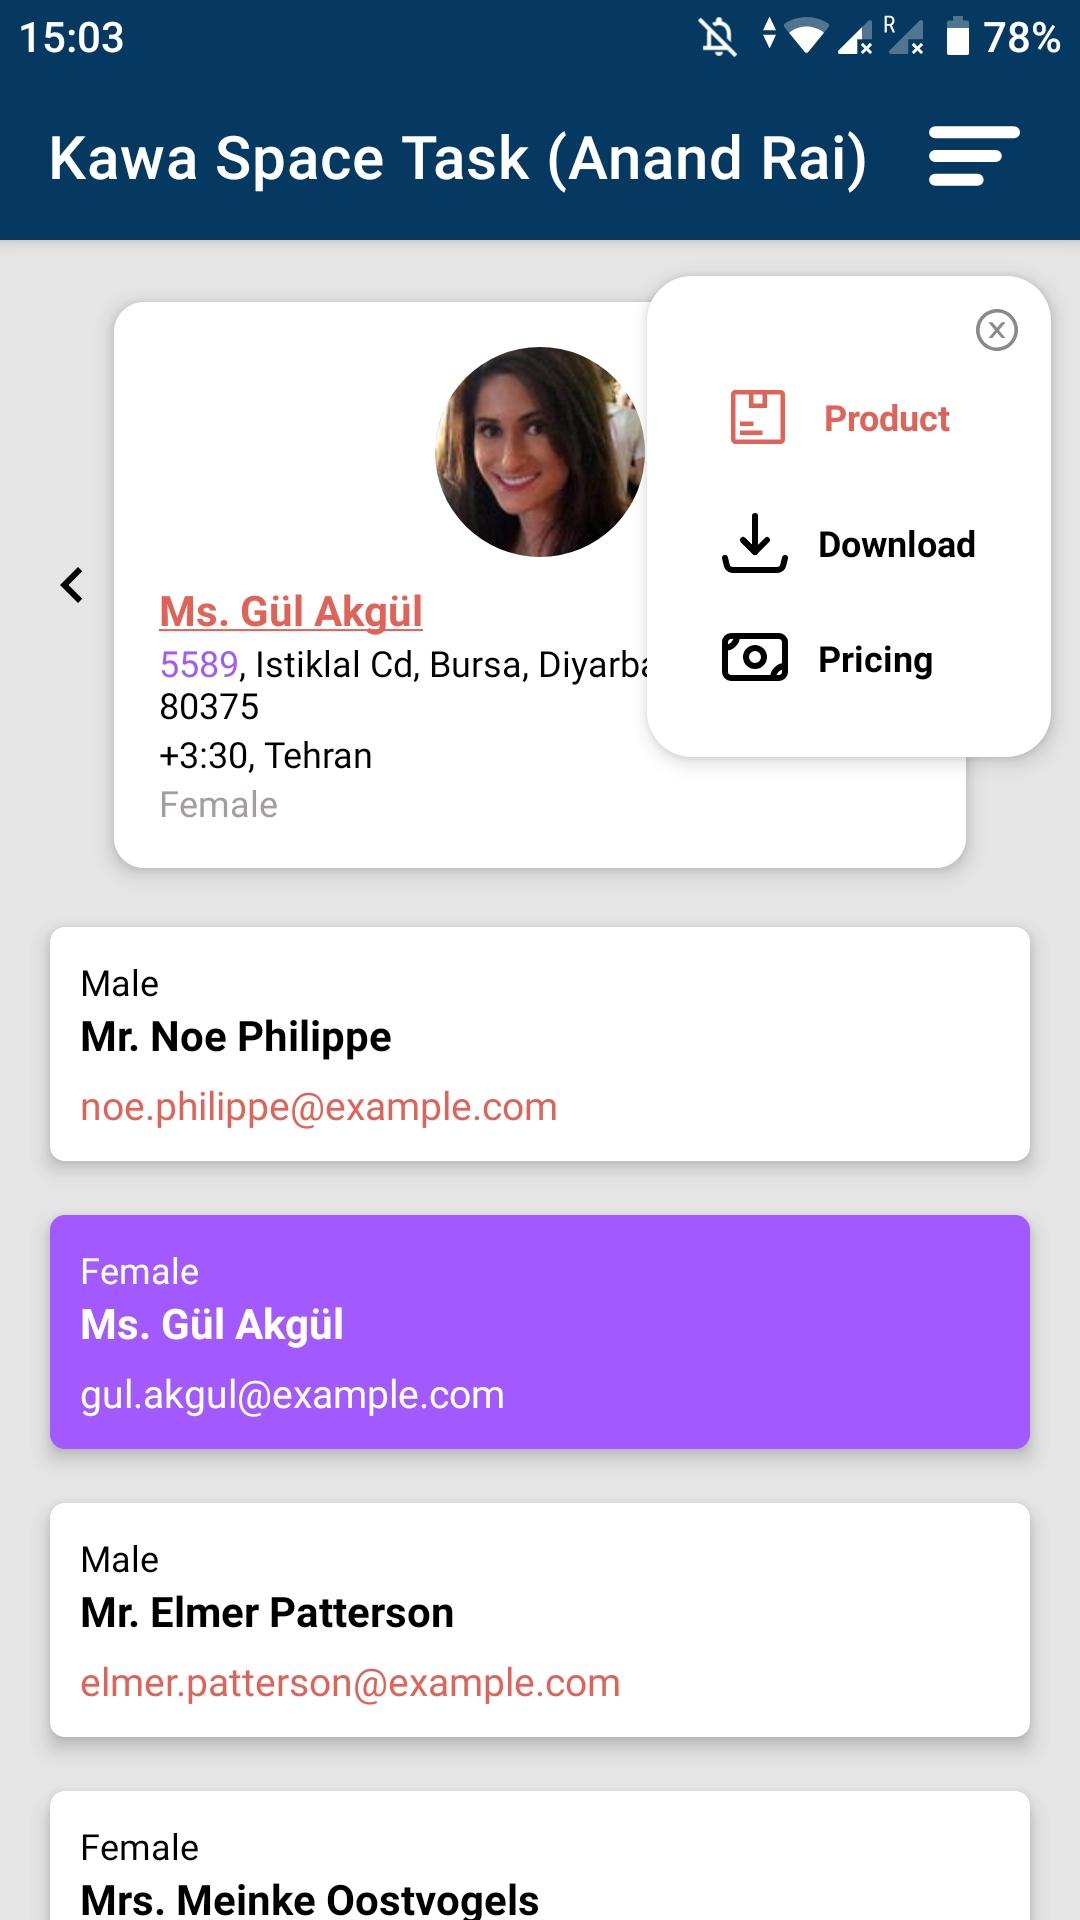 15:03
R
78%
Kawa Space Task (Anand Rai)
X
Product
Download
Pricing
Ms. Gül Akgül
5589, Istiklal Cd, Bursa,
80375
+3:30, Tehran
Female
Male
Mr. Noe Philippe
noe.philippe@example.com
Female
Ms. Gül Akgül
gul.akgul@example.com
Male
Mr. Elmer Patterson
elmer.patterson@example.com
Female
Mrs. Meinke Oostvogels